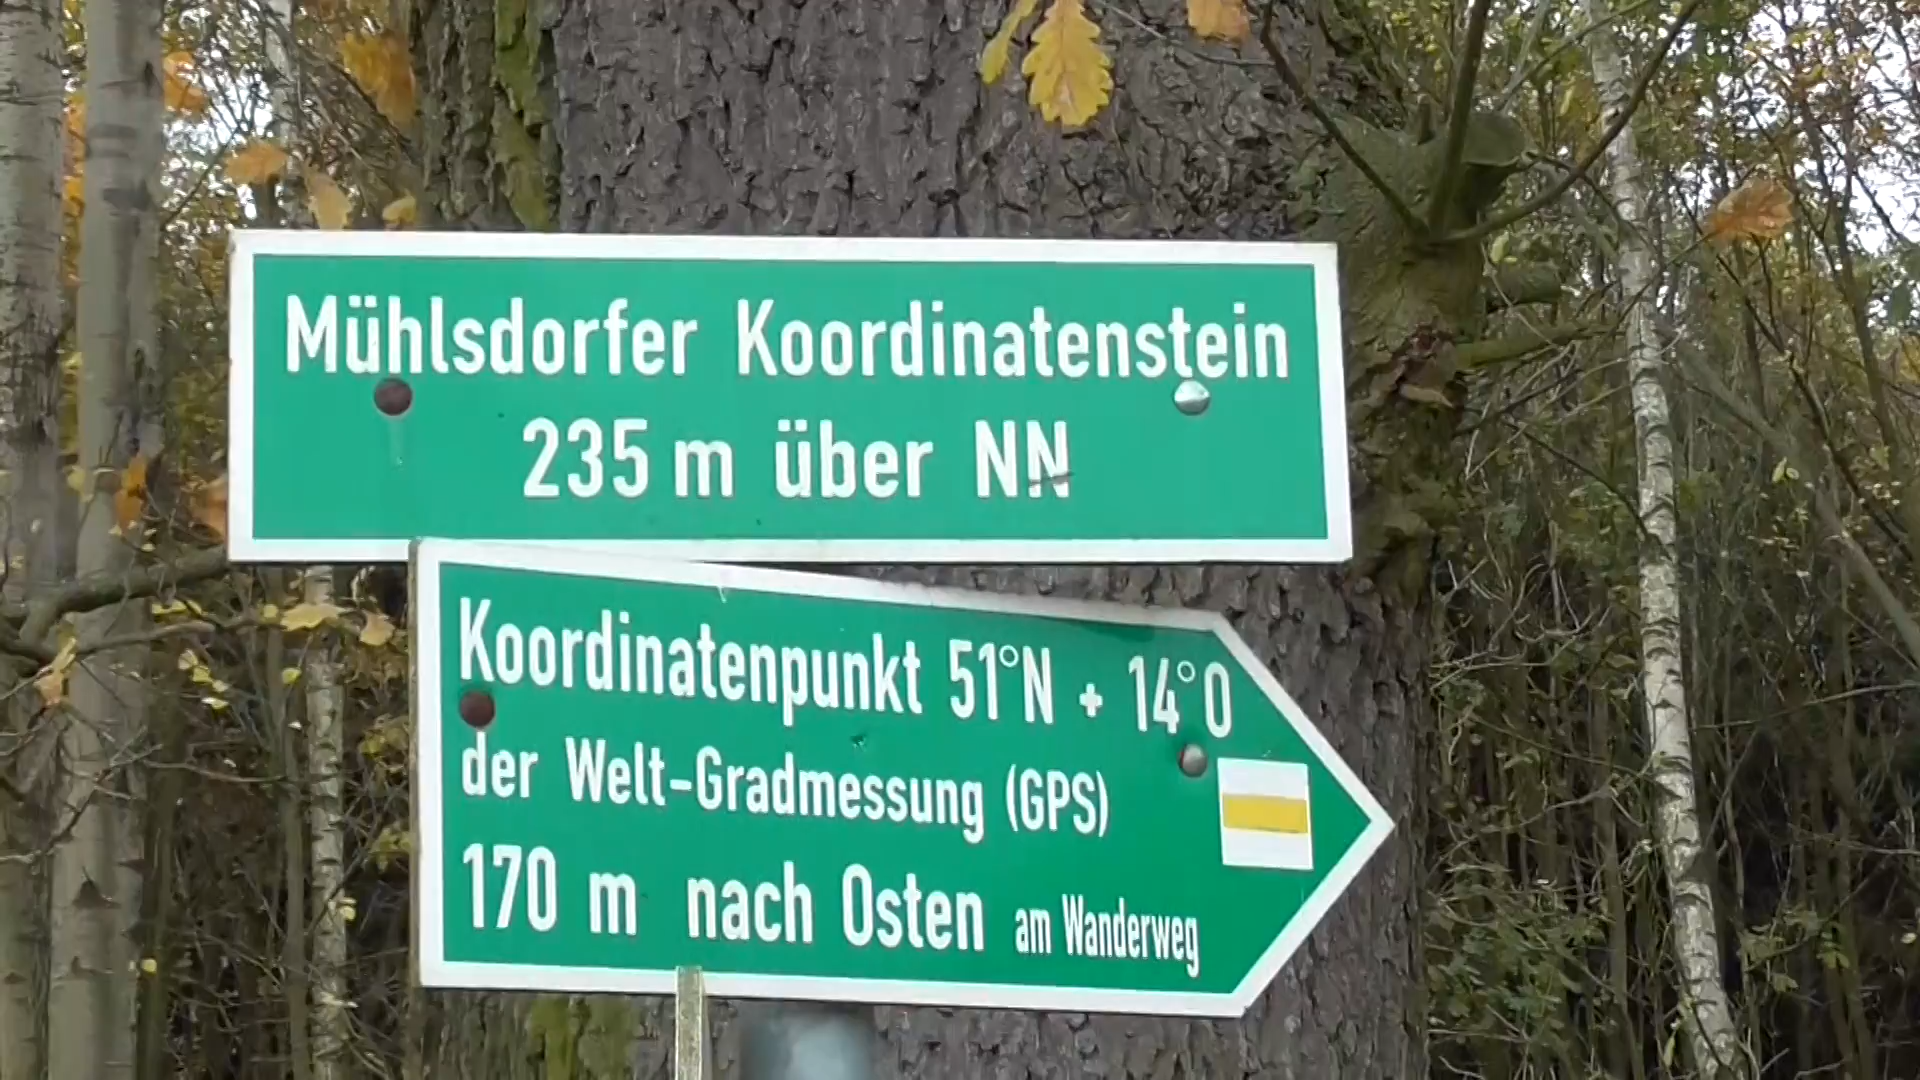 Mühlsdorfer Koordinatenstein
235 m über NN
Koordinatenpunkt 51°N + 14°O
der Welt-Gradmessung (GPS)
170 m nach Osten am Wanderweg